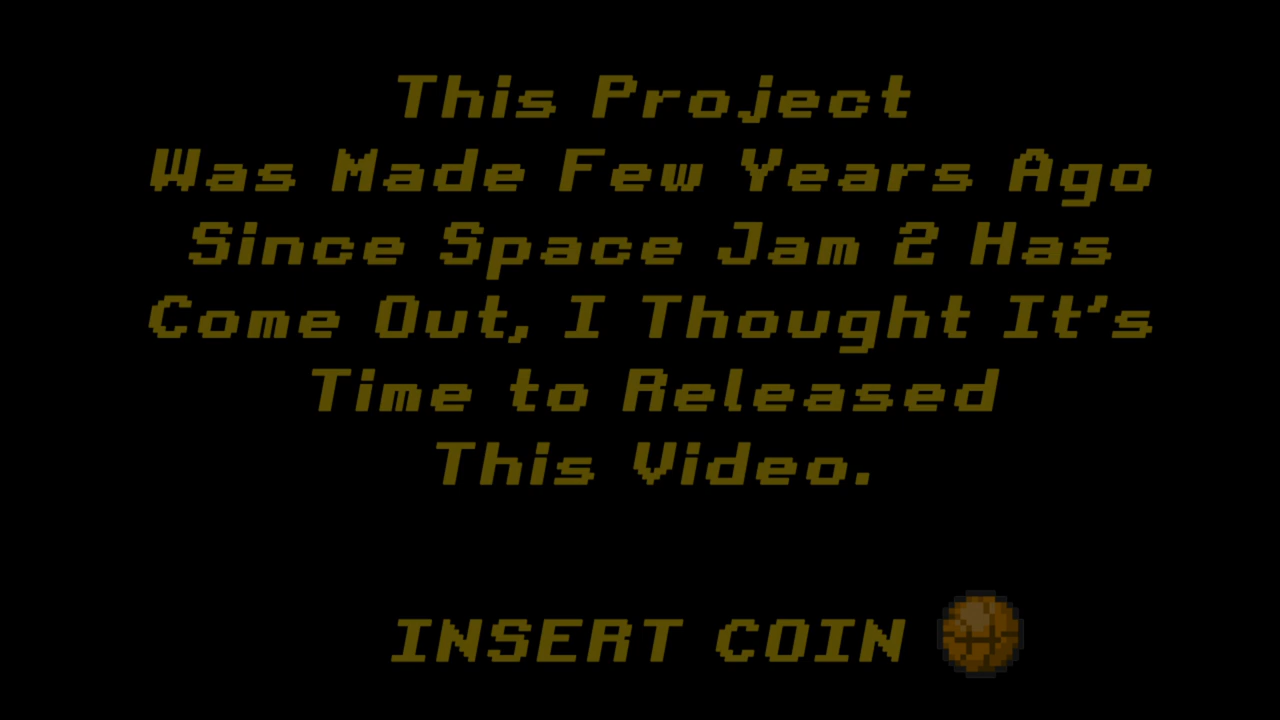 This Project
Was Made Few Years Ago
Since Space Jam 2 Has
Come Out, I Thought It's
Time to Released
This Video.
INSERT COIN